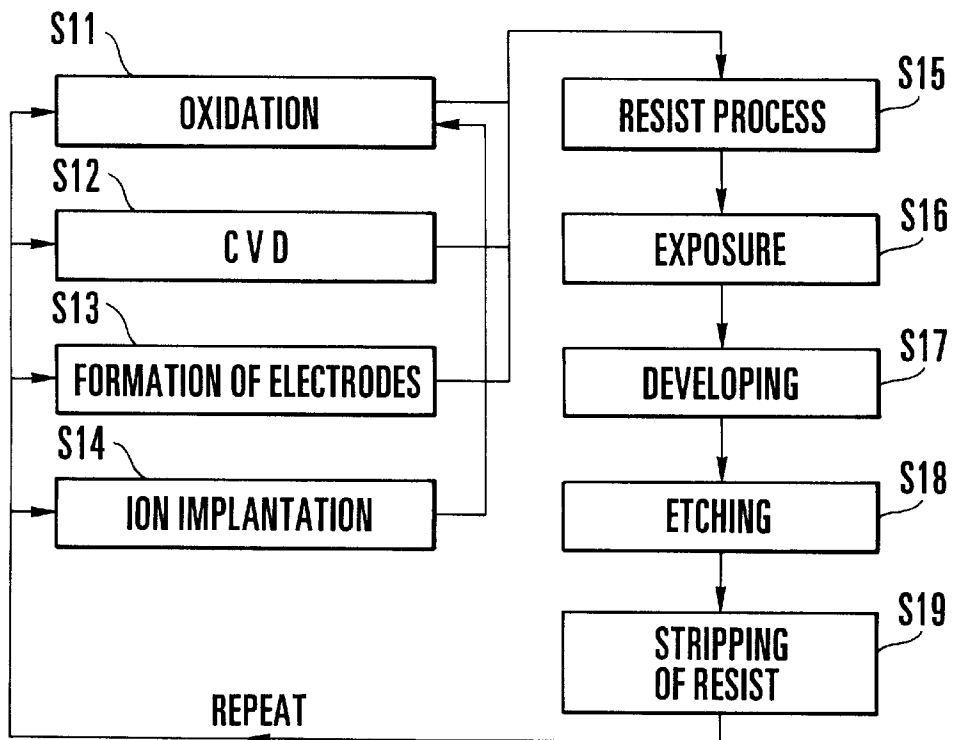 S11
OXIDATION
S12
C V D
S13
FORMATION OF ELECTRODES
S14
ION IMPLANTATION
S15
RESIST PROCESS
S16
EXPOSURE
S17
DEVELOPING
S18
ETCHING
S19
STRIPPING
OF RESIST
REPEAT